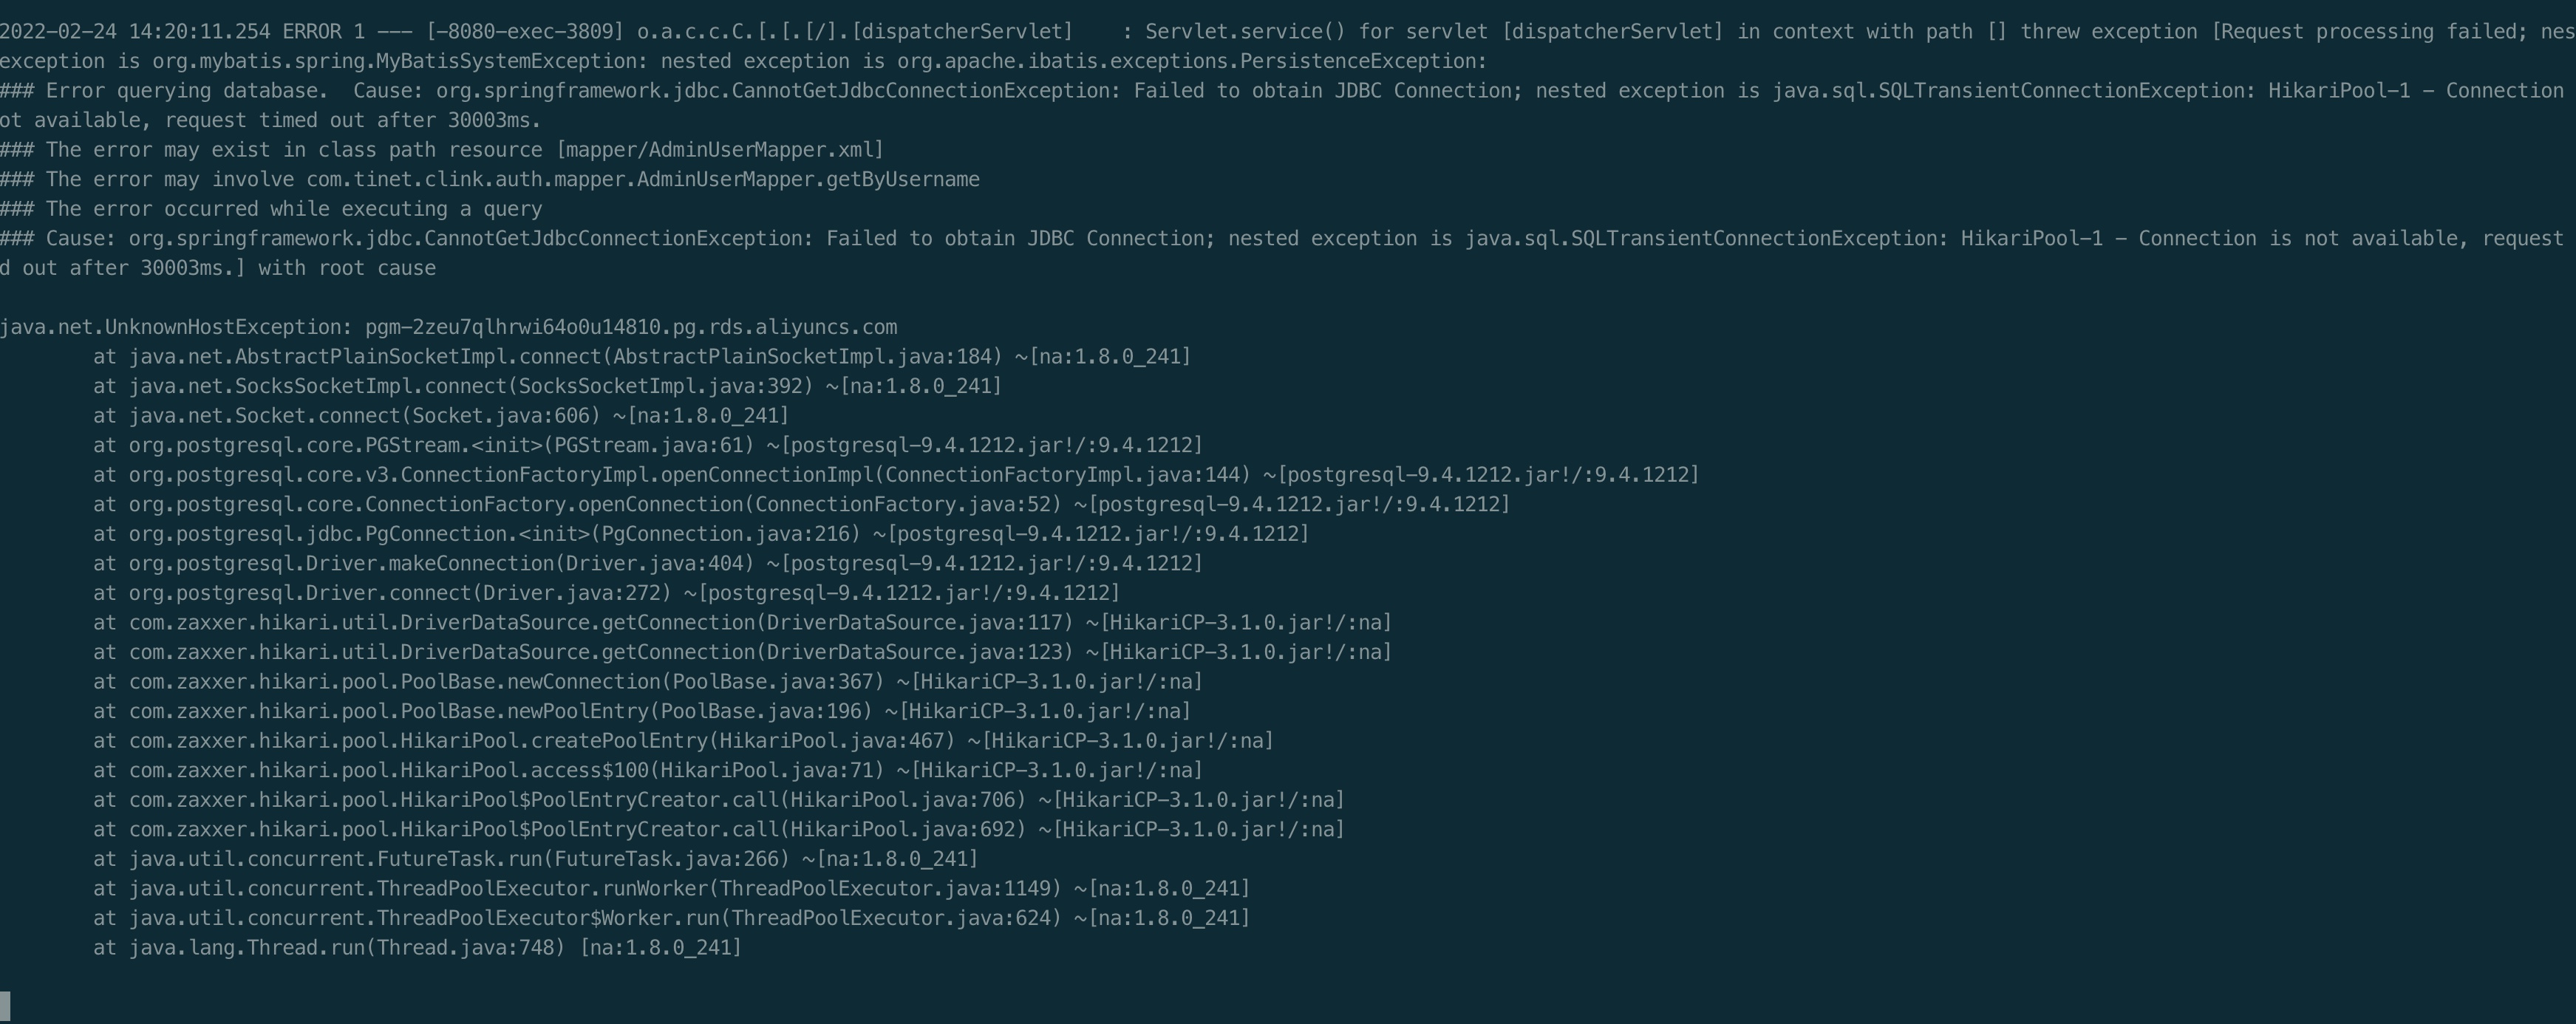 2022-02-24 14:20:11.254 ERROR 1 --- [-8080-exec-3809] o.a.c.c.C.[.[.[/].[dispatcherServlet]    : Servlet.service() for servlet [dispatcherServlet] in context with path [] threw exception [Request processing failed; nes
exception is org.mybatis.spring.MyBatisSystemException: nested exception is org.apache.ibatis.exceptions.PersistenceException:
### Error querying database.  Cause: org.springframework.jdbc.CannotGetJdbcConnectionException: Failed to obtain JDBC Connection; nested exception is java.sql.SQLTransientConnectionException: HikariPool-1 - Connection
ot available, request timed out after 30003ms.
### The error may exist in class path resource [mapper/AdminUserMapper.xml]
### The error may involve com.tinet.clink.auth.mapper.AdminUserMapper.getByUsername
### The error occurred while executing a query
### Cause: org.springframework.jdbc.CannotGetJdbcConnectionException: Failed to obtain JDBC Connection; nested exception is java.sql.SQLTransientConnectionException: HikariPool-1 - Connection is not available, request
d out after 30003ms.] with root cause
java.net.UnknownHostException: pgm-2zeu7qlhrwi64o0u14810.pg.rds.aliyuncs.com
        at java.net.AbstractPlainSocketImpl.connect(AbstractPlainSocketImpl.java:184) ~[na:1.8.0_241]
        at java.net.SocksSocketImpl.connect(SocksSocketImpl.java:392) ~[na:1.8.0_241]
        at java.net.Socket.connect(Socket.java:606) ~[na:1.8.0_241]
        at org.postgresql.core.PGStream.<init>(PGStream.java:61) ~[postgresql-9.4.1212.jar!/:9.4.1212]
        at org.postgresql.core.v3.ConnectionFactoryImpl.openConnectionImpl(ConnectionFactoryImpl.java:144) ~[postgresql-9.4.1212.jar!/:9.4.1212]
        at org.postgresql.core.ConnectionFactory.openConnection(ConnectionFactory.java:52) ~[postgresql-9.4.1212.jar!/:9.4.1212]
        at org.postgresql.jdbc.PgConnection.<init>(PgConnection.java:216) ~[postgresql-9.4.1212.jar!/:9.4.1212]
        at org.postgresql.Driver.makeConnection(Driver.java:404) ~[postgresql-9.4.1212.jar!/:9.4.1212]
        at org.postgresql.Driver.connect(Driver.java:272) ~[postgresql-9.4.1212.jar!/:9.4.1212]
        at com.zaxxer.hikari.util.DriverDataSource.getConnection(DriverDataSource.java:117) ~[HikariCP-3.1.0.jar!/:na]
        at com.zaxxer.hikari.util.DriverDataSource.getConnection(DriverDataSource.java:123) ~[HikariCP-3.1.0.jar!/:na]
        at com.zaxxer.hikari.pool.PoolBase.newConnection(PoolBase.java:367) ~[HikariCP-3.1.0.jar!/:na]
        at com.zaxxer.hikari.pool.PoolBase.newPoolEntry(PoolBase.java:196) ~[HikariCP-3.1.0.jar!/:na]
        at com.zaxxer.hikari.pool.HikariPool.createPoolEntry(HikariPool.java:467) ~[HikariCP-3.1.0.jar!/:na]
        at com.zaxxer.hikari.pool.HikariPool.access$100(HikariPool.java:71) ~[HikariCP-3.1.0.jar!/:na]
        at com.zaxxer.hikari.pool.HikariPool$PoolEntryCreator.call(HikariPool.java:706) ~[HikariCP-3.1.0.jar!/:na]
        at com.zaxxer.hikari.pool.HikariPool$PoolEntryCreator.call(HikariPool.java:692) ~[HikariCP-3.1.0.jar!/:na]
        at java.util.concurrent.FutureTask.run(FutureTask.java:266) ~[na:1.8.0_241]
        at java.util.concurrent.ThreadPoolExecutor.runWorker(ThreadPoolExecutor.java:1149) ~[na:1.8.0_241]
        at java.util.concurrent.ThreadPoolExecutor$Worker.run(ThreadPoolExecutor.java:624) ~[na:1.8.0_241]
        at java.lang.Thread.run(Thread.java:748) [na:1.8.0_241]